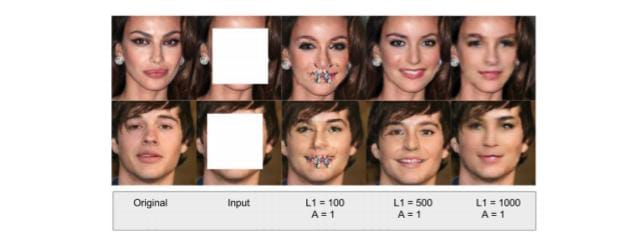 Original Input L1 = 100 L1 = 500 L1 = 1000
A = 1 A = 1 A = 1